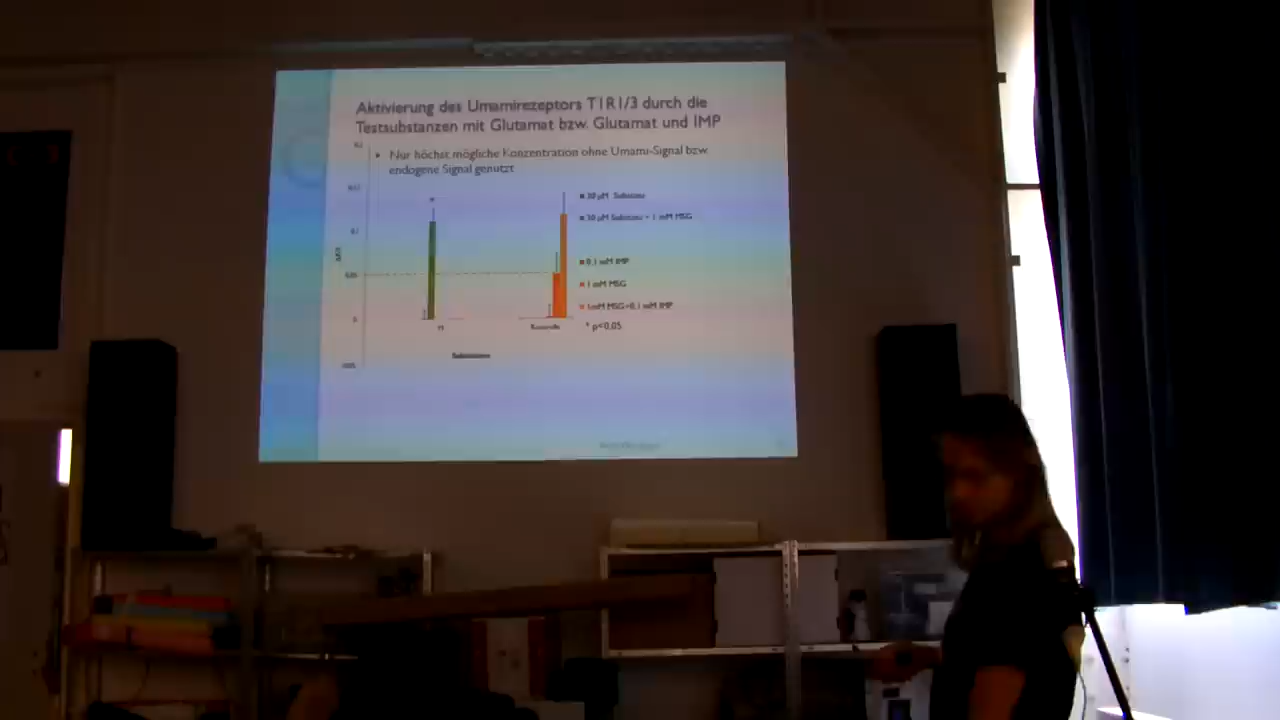 Aktivierung des Umamirezeptors T1R1/3 durch die
Testsubstanzen mit Glutamat bzw. Glutamat und IMP
Nur höchst mögliche Konzentration ohne Umami-Signal bzw.
endogene Signal genutzt
30 µM Substanz
30 µM Substanz + 1 mM MSG
0,1 mM IMP
1 mM MSG
1mM MSG+0,1 mM IMP
* p<0,05
Kontrolle
Substanzen